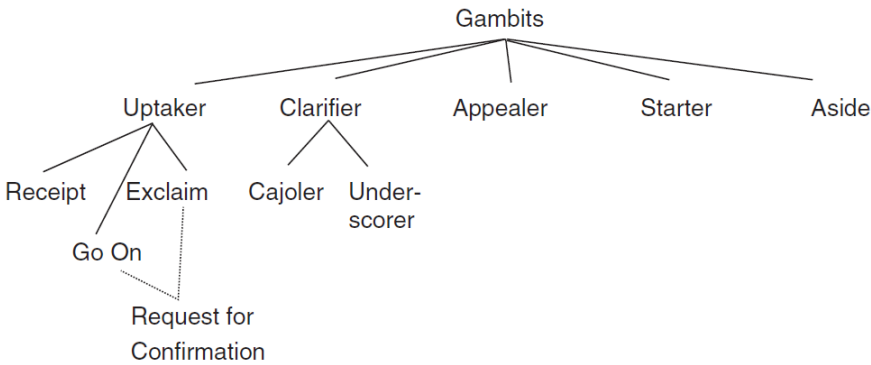 Gambits
Uptaker Clarifier Appealer Starter Aside
Receipt Exclaim Cajoler Under-
scorer
Go On
Request for
Confirmation